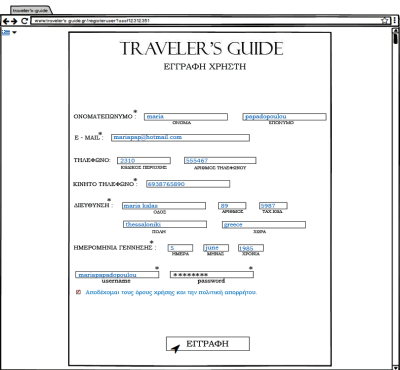 traveler's guide
www.traveler's guide.gr/registeruser?asaf12312351
TRAVELER'S GUIDE
ΕΓΓΡΑΦΗ ΧΡΗΣΤΗ
ΟΝΟΜΑΤΕΠΩΝΥΜΟ * : maria papadopoulou
ΟΝΟΜΑ ΕΠΟΝΥΜΟ
E - MAIL * : mariapap@hotmail.com
ΤΗΛΕΦΩΝΟ: 2310 555467
ΚΩΔΙΚΟΣ ΠΕΡΙΟΧΗΣ ΑΡΙΘΜΟΣ ΤΗΛΕΦΩΝΟΥ
ΚΙΝΗΤΟ ΤΗΛΕΦΩΝΟ * : 6938765890
ΔΙΕΥΘΥΝΣΗ * : maria kalas 89 5987
ΟΔΟΣ ΑΡΙΘΜΟΣ ΤΑΧ.ΚΩΔ
thessaloniki greece
ΠΟΛΗ ΧΩΡΑ
ΗΜΕΡΟΜΗΝΙΑ ΓΕΝΝΗΣΗΣ * : 5 june 1985
ΗΜΕΡΑ ΜΗΝΑΣ ΧΡΟΝΙΑ
mariapapadopoulou * ******** *
username password
Αποδέχομαι τους όρους χρήσης και την πολιτική απορρήτου.
ΕΓΓΡΑΦΗ